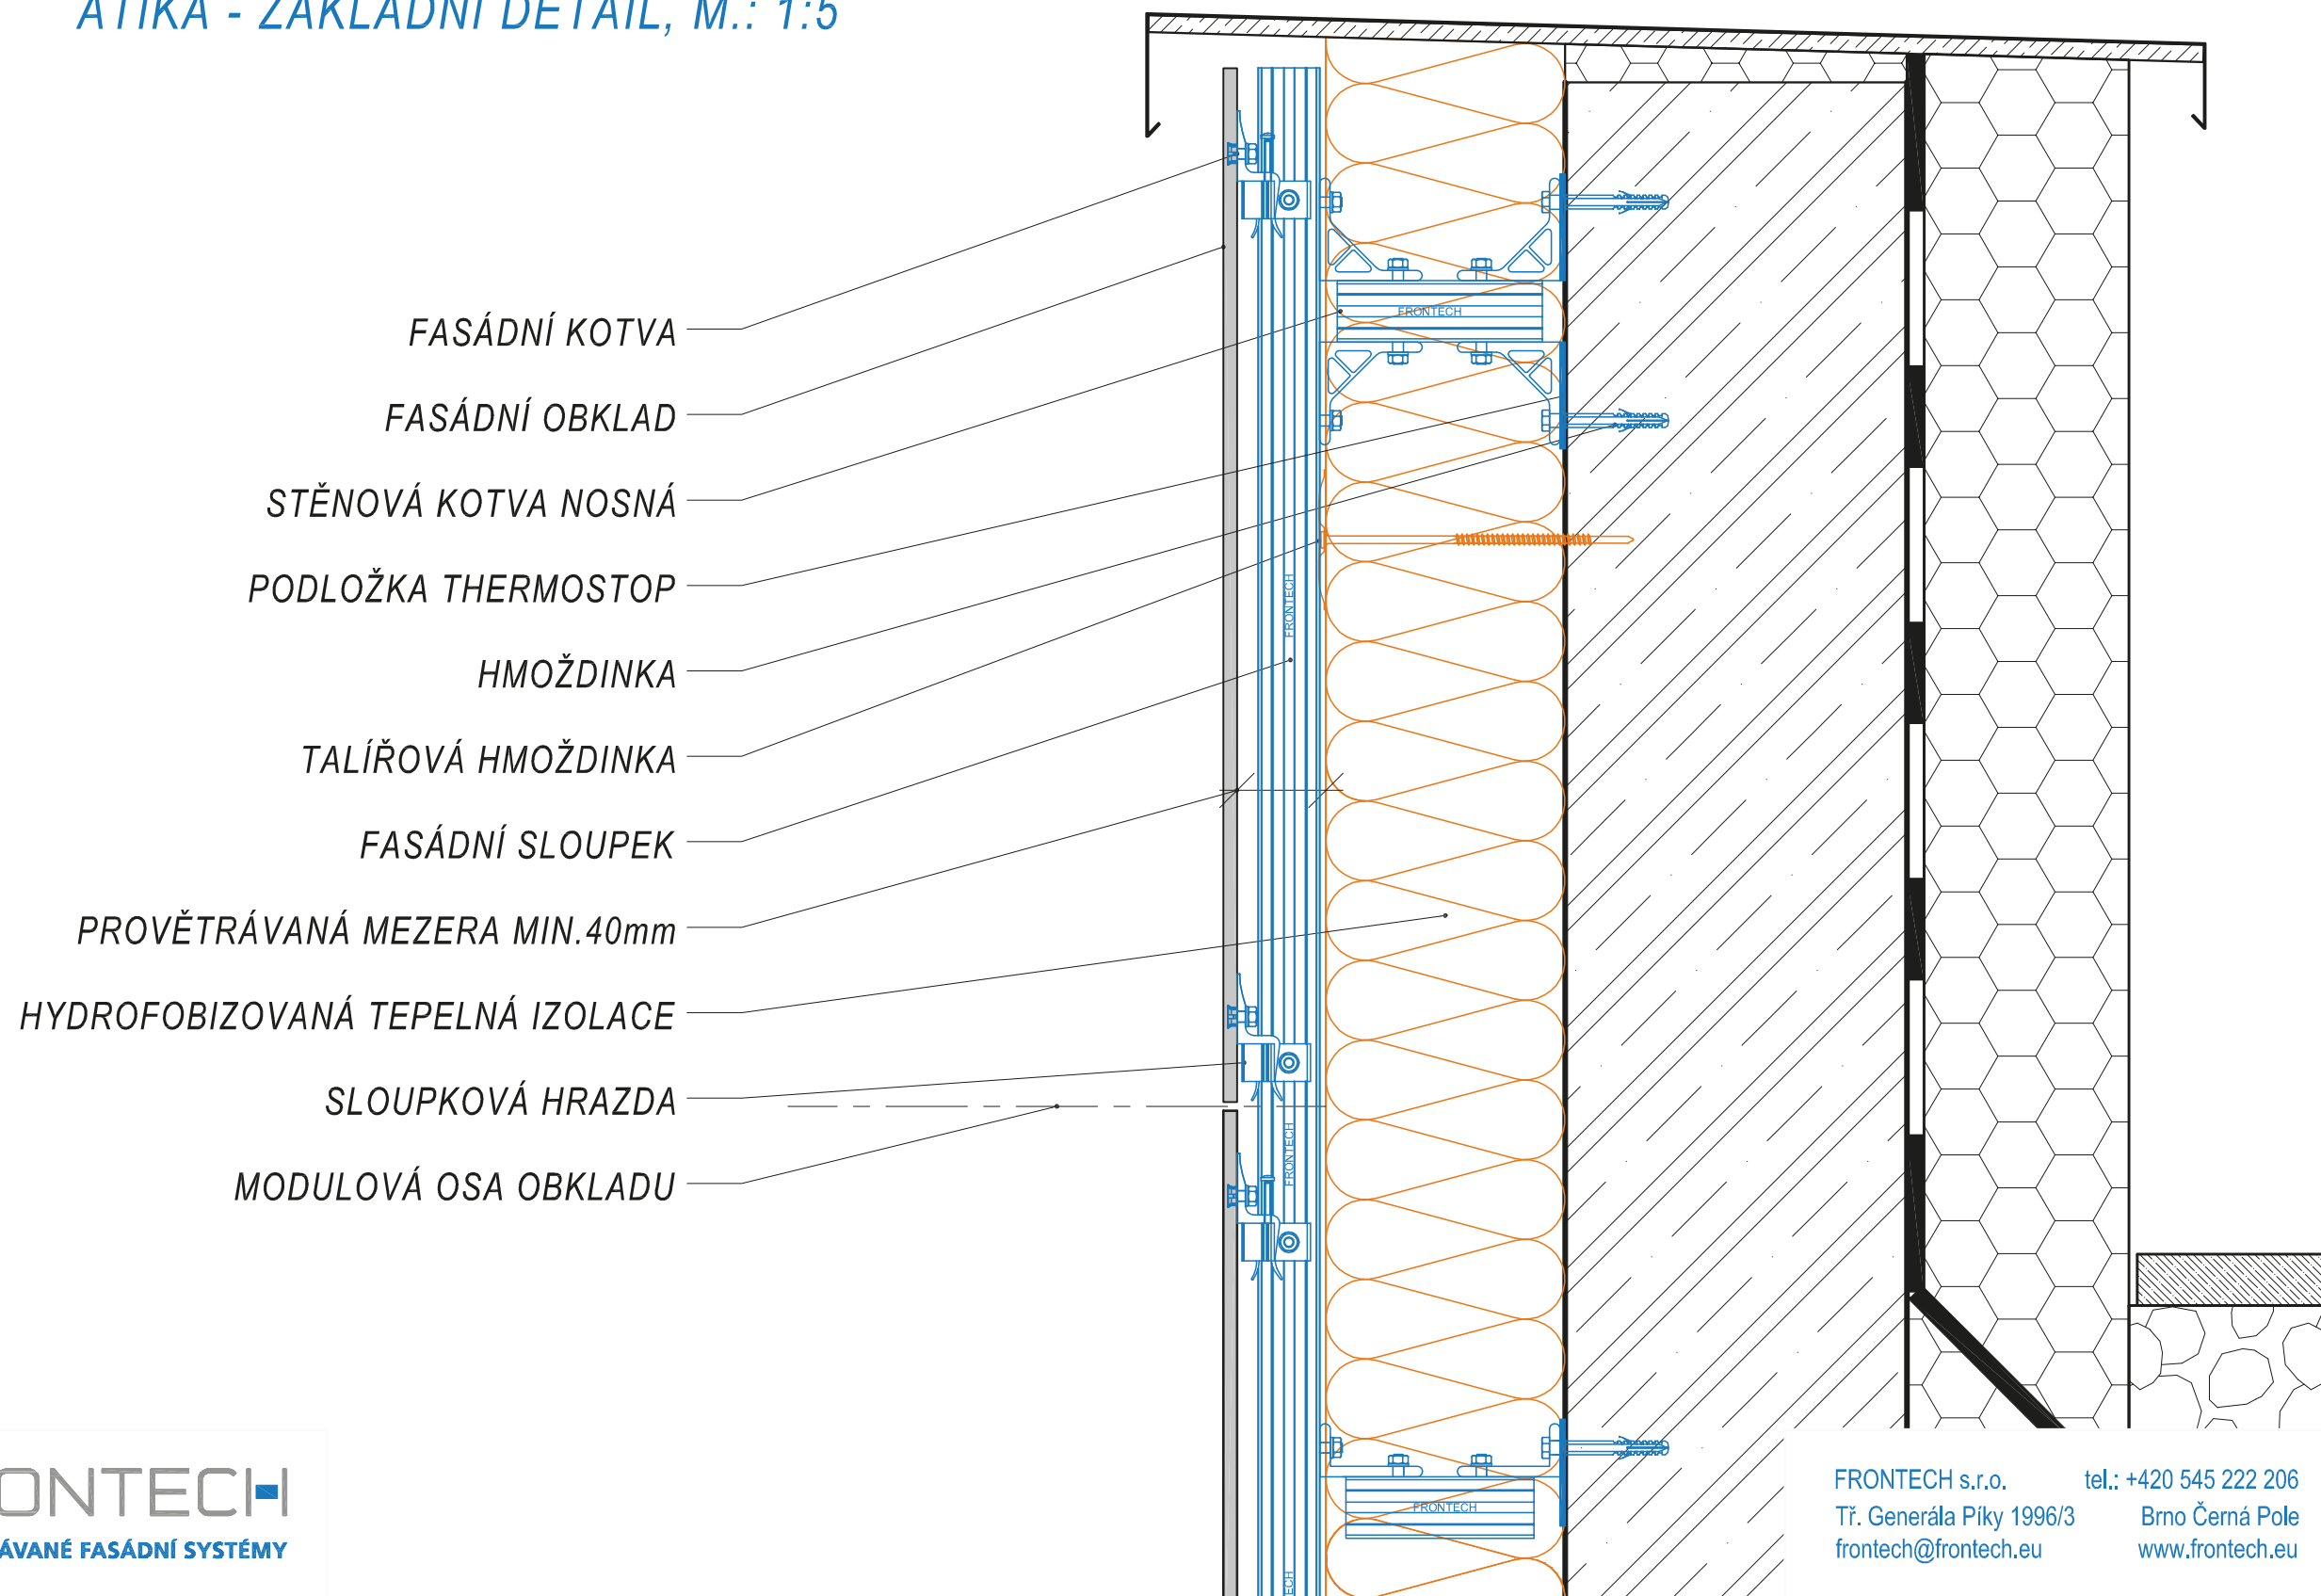 ATIKA - ZÁKLADNÍ DETAIL, M.: 1:5
FASÁDNÍ KOTVA
FASÁDNÍ OBKLAD
STĚNOVÁ KOTVA NOSNÁ
PODLOŽKA THERMOSTOP
HMOŽDINKA
TALÍŘOVÁ HMOŽDINKA
FASÁDNÍ SLOUPEK
PROVĚTRÁVANÁ MEZERA MIN.40mm
HYDROFOBIZOVANÁ TEPELNÁ IZOLACE
SLOUPKOVÁ HRAZDA
MODULOVÁ OSA OBKLADU
FRONTECH
FRONTECH
FRONTECH
FRONTECH
ECH
ONTECH
ÁVANÉ FASÁDNÍ SYSTÉMY
FRONTECH s.r.o. tel.: +420 545 222 206
Tř. Generála Píky 1996/3 Brno Černá Pole
frontech@frontech.eu www.frontech.eu